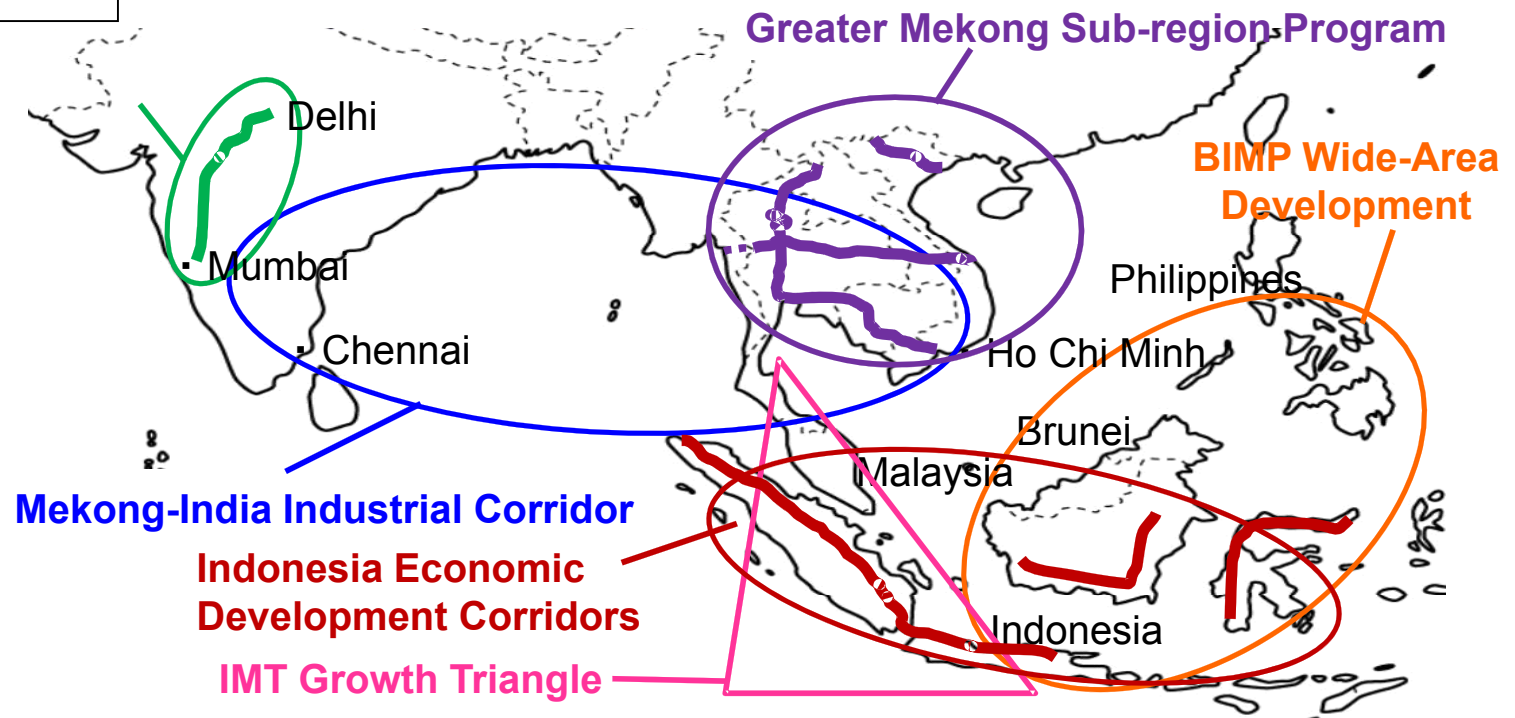 Greater Mekong Sub-region Program
Delhi
BIMP Wide-Area
Development
Mumbai
Philippines
Chennai
Ho Chi Minh
Brunei
Malaysia
Mekong-India Industrial Corridor
Indonesia Economic
Development Corridors
Indonesia
IMT Growth Triangle